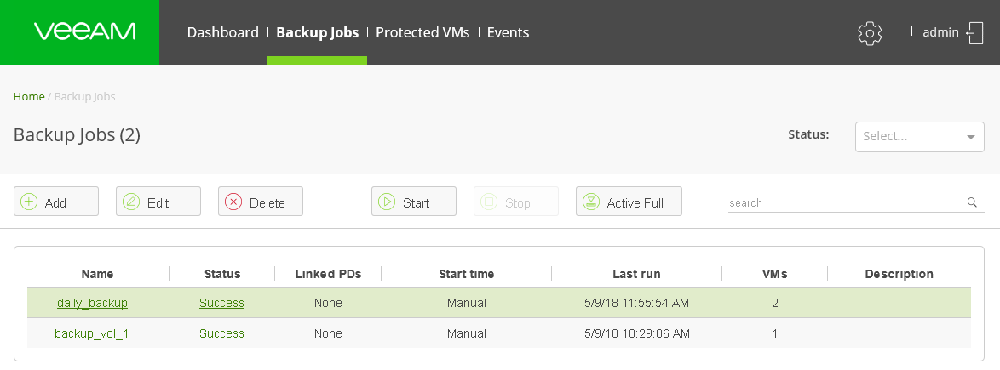 VEEAM Dashboard Backup Jobs Protected VMs Events admin
Home / Backup Jobs
Backup Jobs (2) Status: Select...
Add Edit Delete Start Stop Active Full search
Name Status Linked PDs Start time Last run VMs Description
daily_backup Success None Manual 5/9/18 11:55:54 AM 2
backup_vol_1 Success None Manual 5/9/18 10:29:06 AM 1